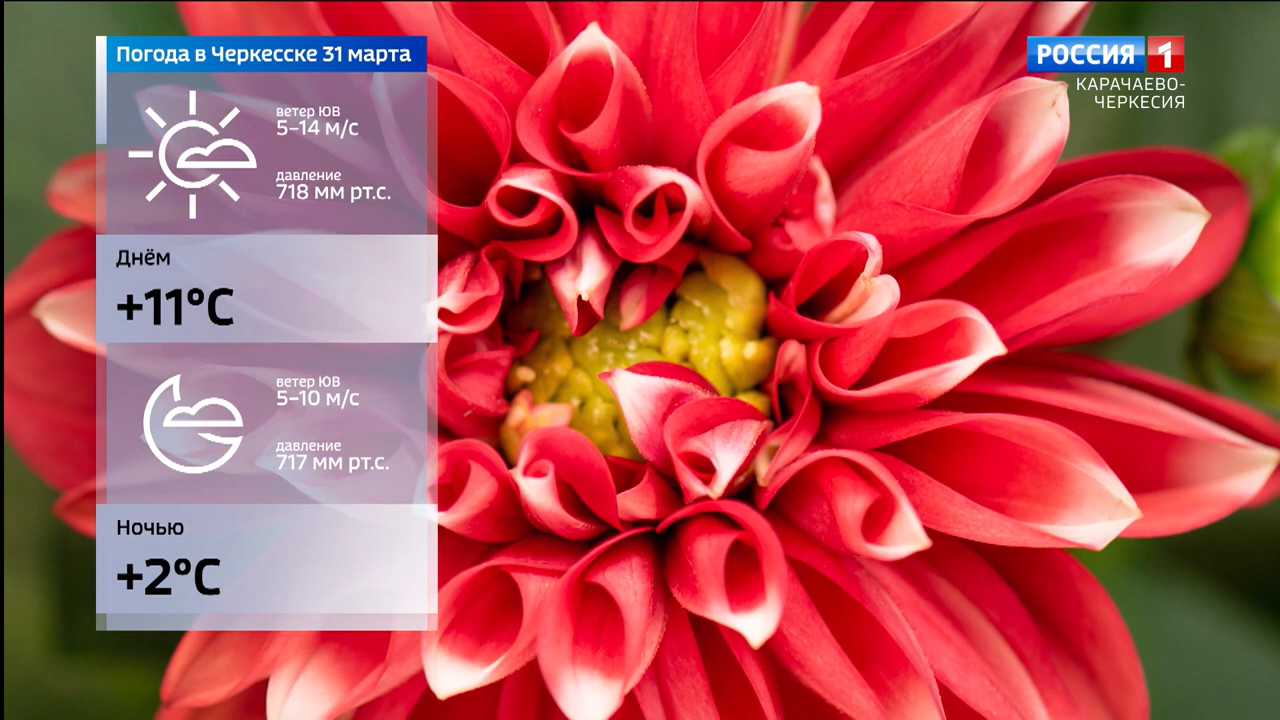 Погода в Черкесске 31 марта
ветер ЮВ
5–14 м/с
давление
718 мм рт.с.
Днём
+11°C
ветер ЮВ
5–10 м/с
давление
717 мм рт.с.
Ночью
+2°C
РОССИЯ 1
КАРАЧАЕВО-
ЧЕРКЕСИЯ